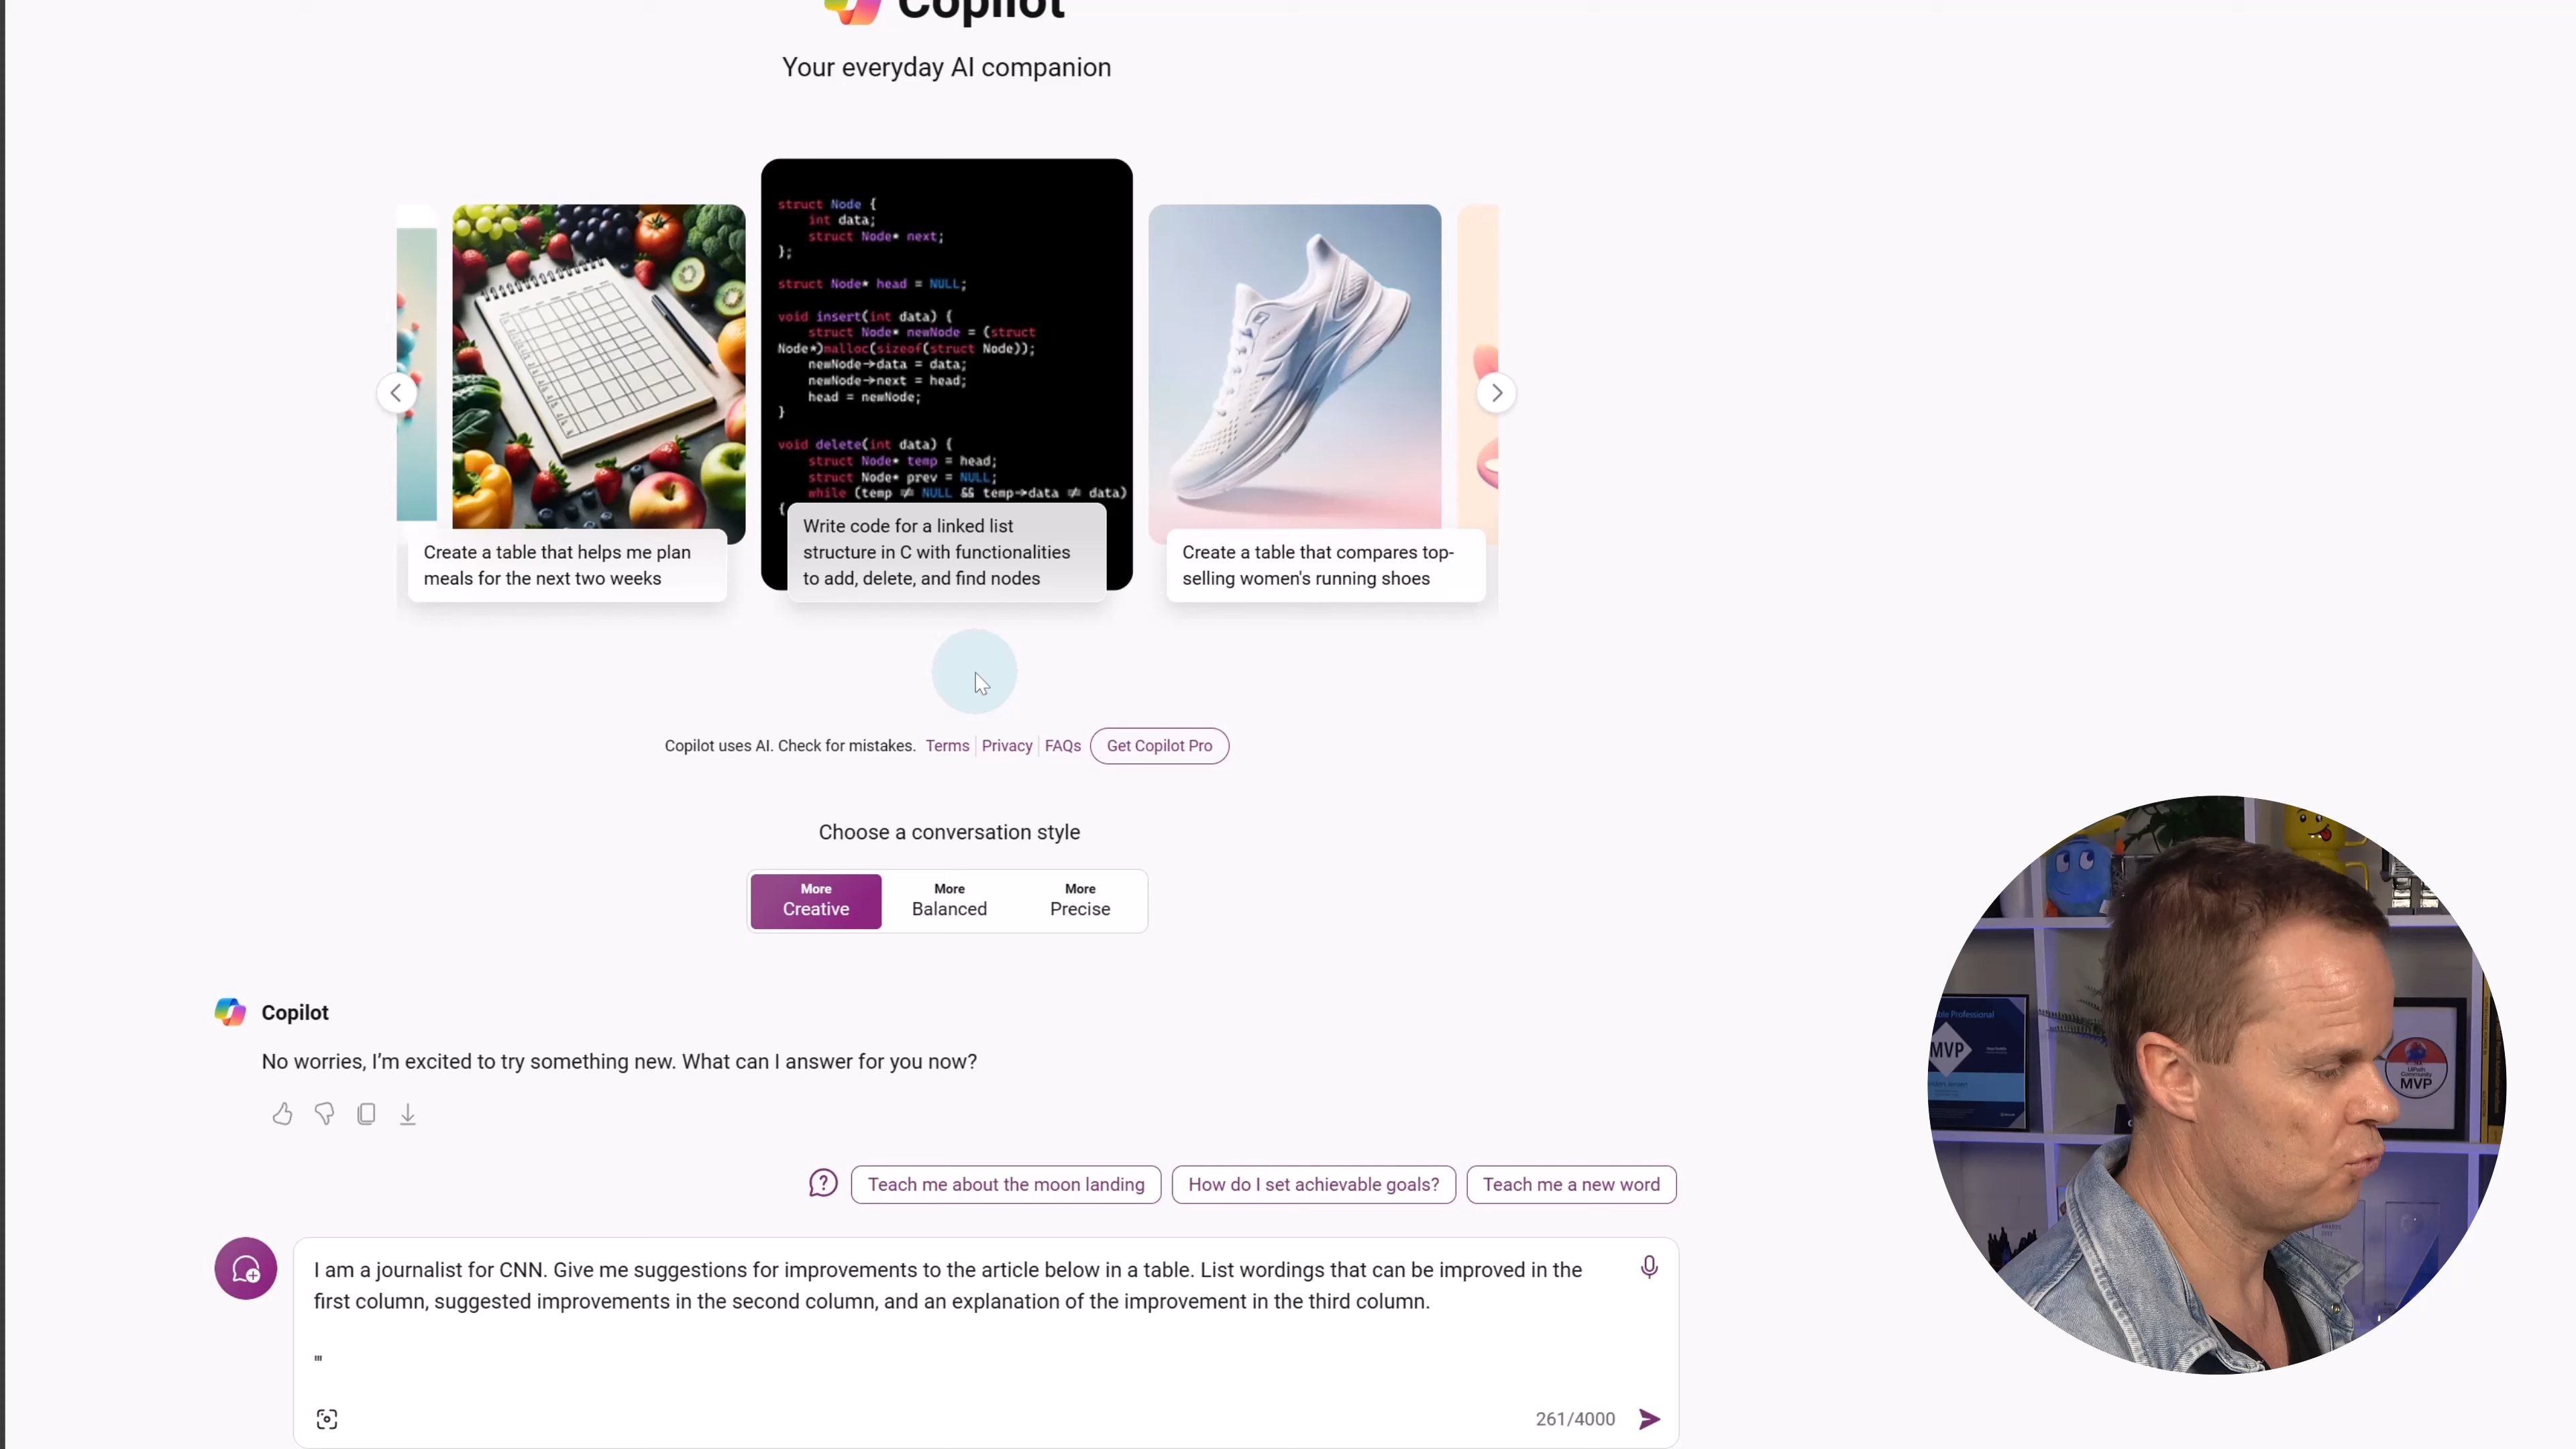 Copilot
Your everyday AI companion
struct Node {
int data;
struct Node* next;
};
struct Node* head = NULL;
void insert(int data) {
struct Node* newNode = (struct
Node*)malloc(sizeof(struct Node));
newNode→data = data;
newNode→next = head;
head = newNode;
}
void delete(int data) {
struct Node* temp = head;
struct Node* prev = NULL;
while (temp ≠ NULL && temp→data ≠ data)
{
Create a table that helps me plan
meals for the next two weeks
Write code for a linked list
structure in C with functionalities
to add, delete, and find nodes
Create a table that compares top-
selling women's running shoes
Copilot uses AI. Check for mistakes. Terms Privacy FAQs Get Copilot Pro
Choose a conversation style
More More More
Creative Balanced Precise
Copilot
No worries, I'm excited to try something new. What can I answer for you now?
Teach me about the moon landing How do I set achievable goals? Teach me a new word
I am a journalist for CNN. Give me suggestions for improvements to the article below in a table. List wordings that can be improved in the
first column, suggested improvements in the second column, and an explanation of the improvement in the third column.
"'
261/4000
Professional
MVP
UiPath
Community
MVP